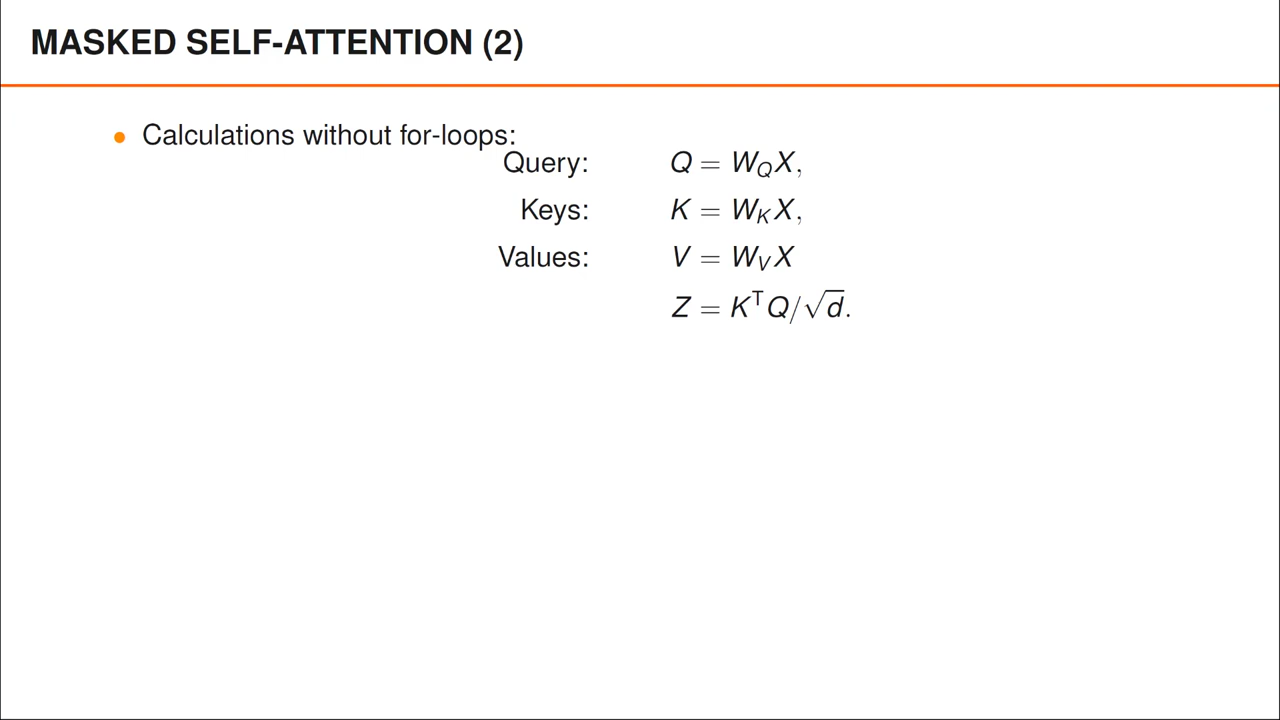 MASKED SELF-ATTENTION (2)
• Calculations without for-loops:
Query: Q = W_Q X,
Keys: K = W_K X,
Values: V = W_V X
Z = K^T Q/√d.